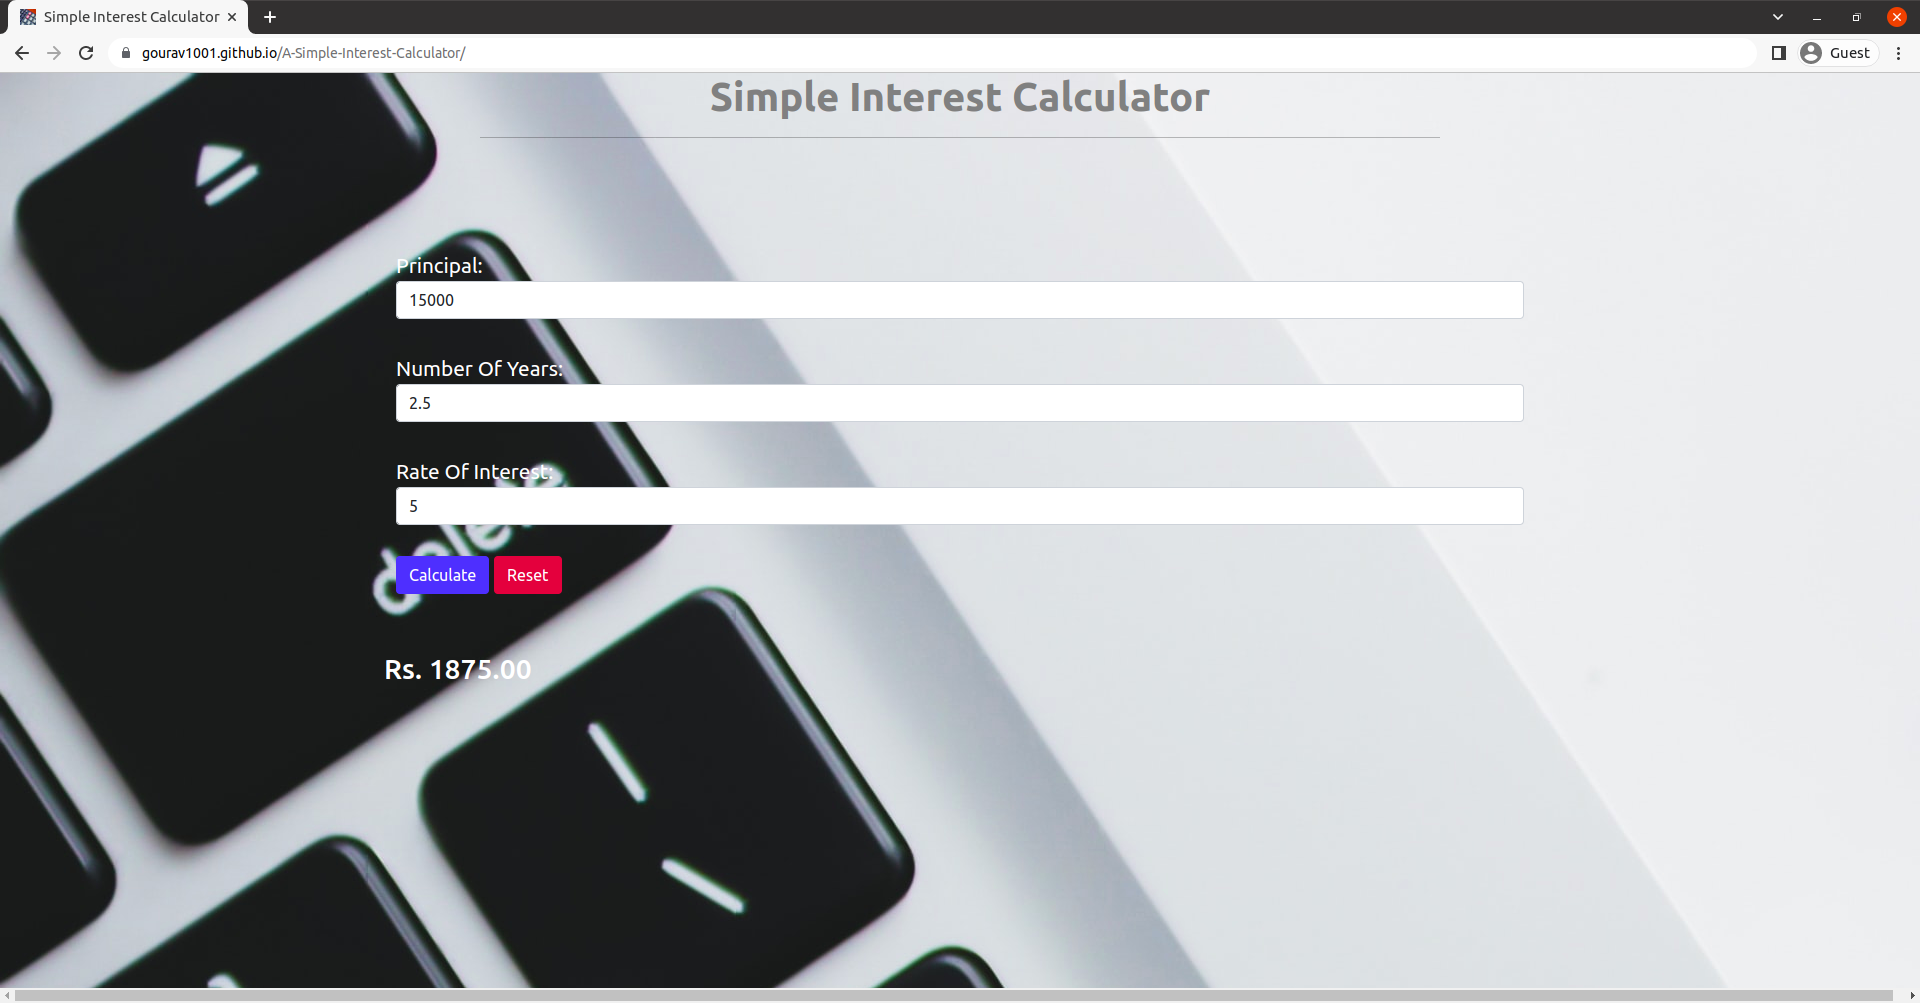 Simple Interest Calculator
gourav1001.github.io/A-Simple-Interest-Calculator/
Guest
Simple Interest Calculator
Principal:
15000
Number Of Years:
2.5
Rate Of Interest:
5
Calculate Reset
Rs. 1875.00
delete